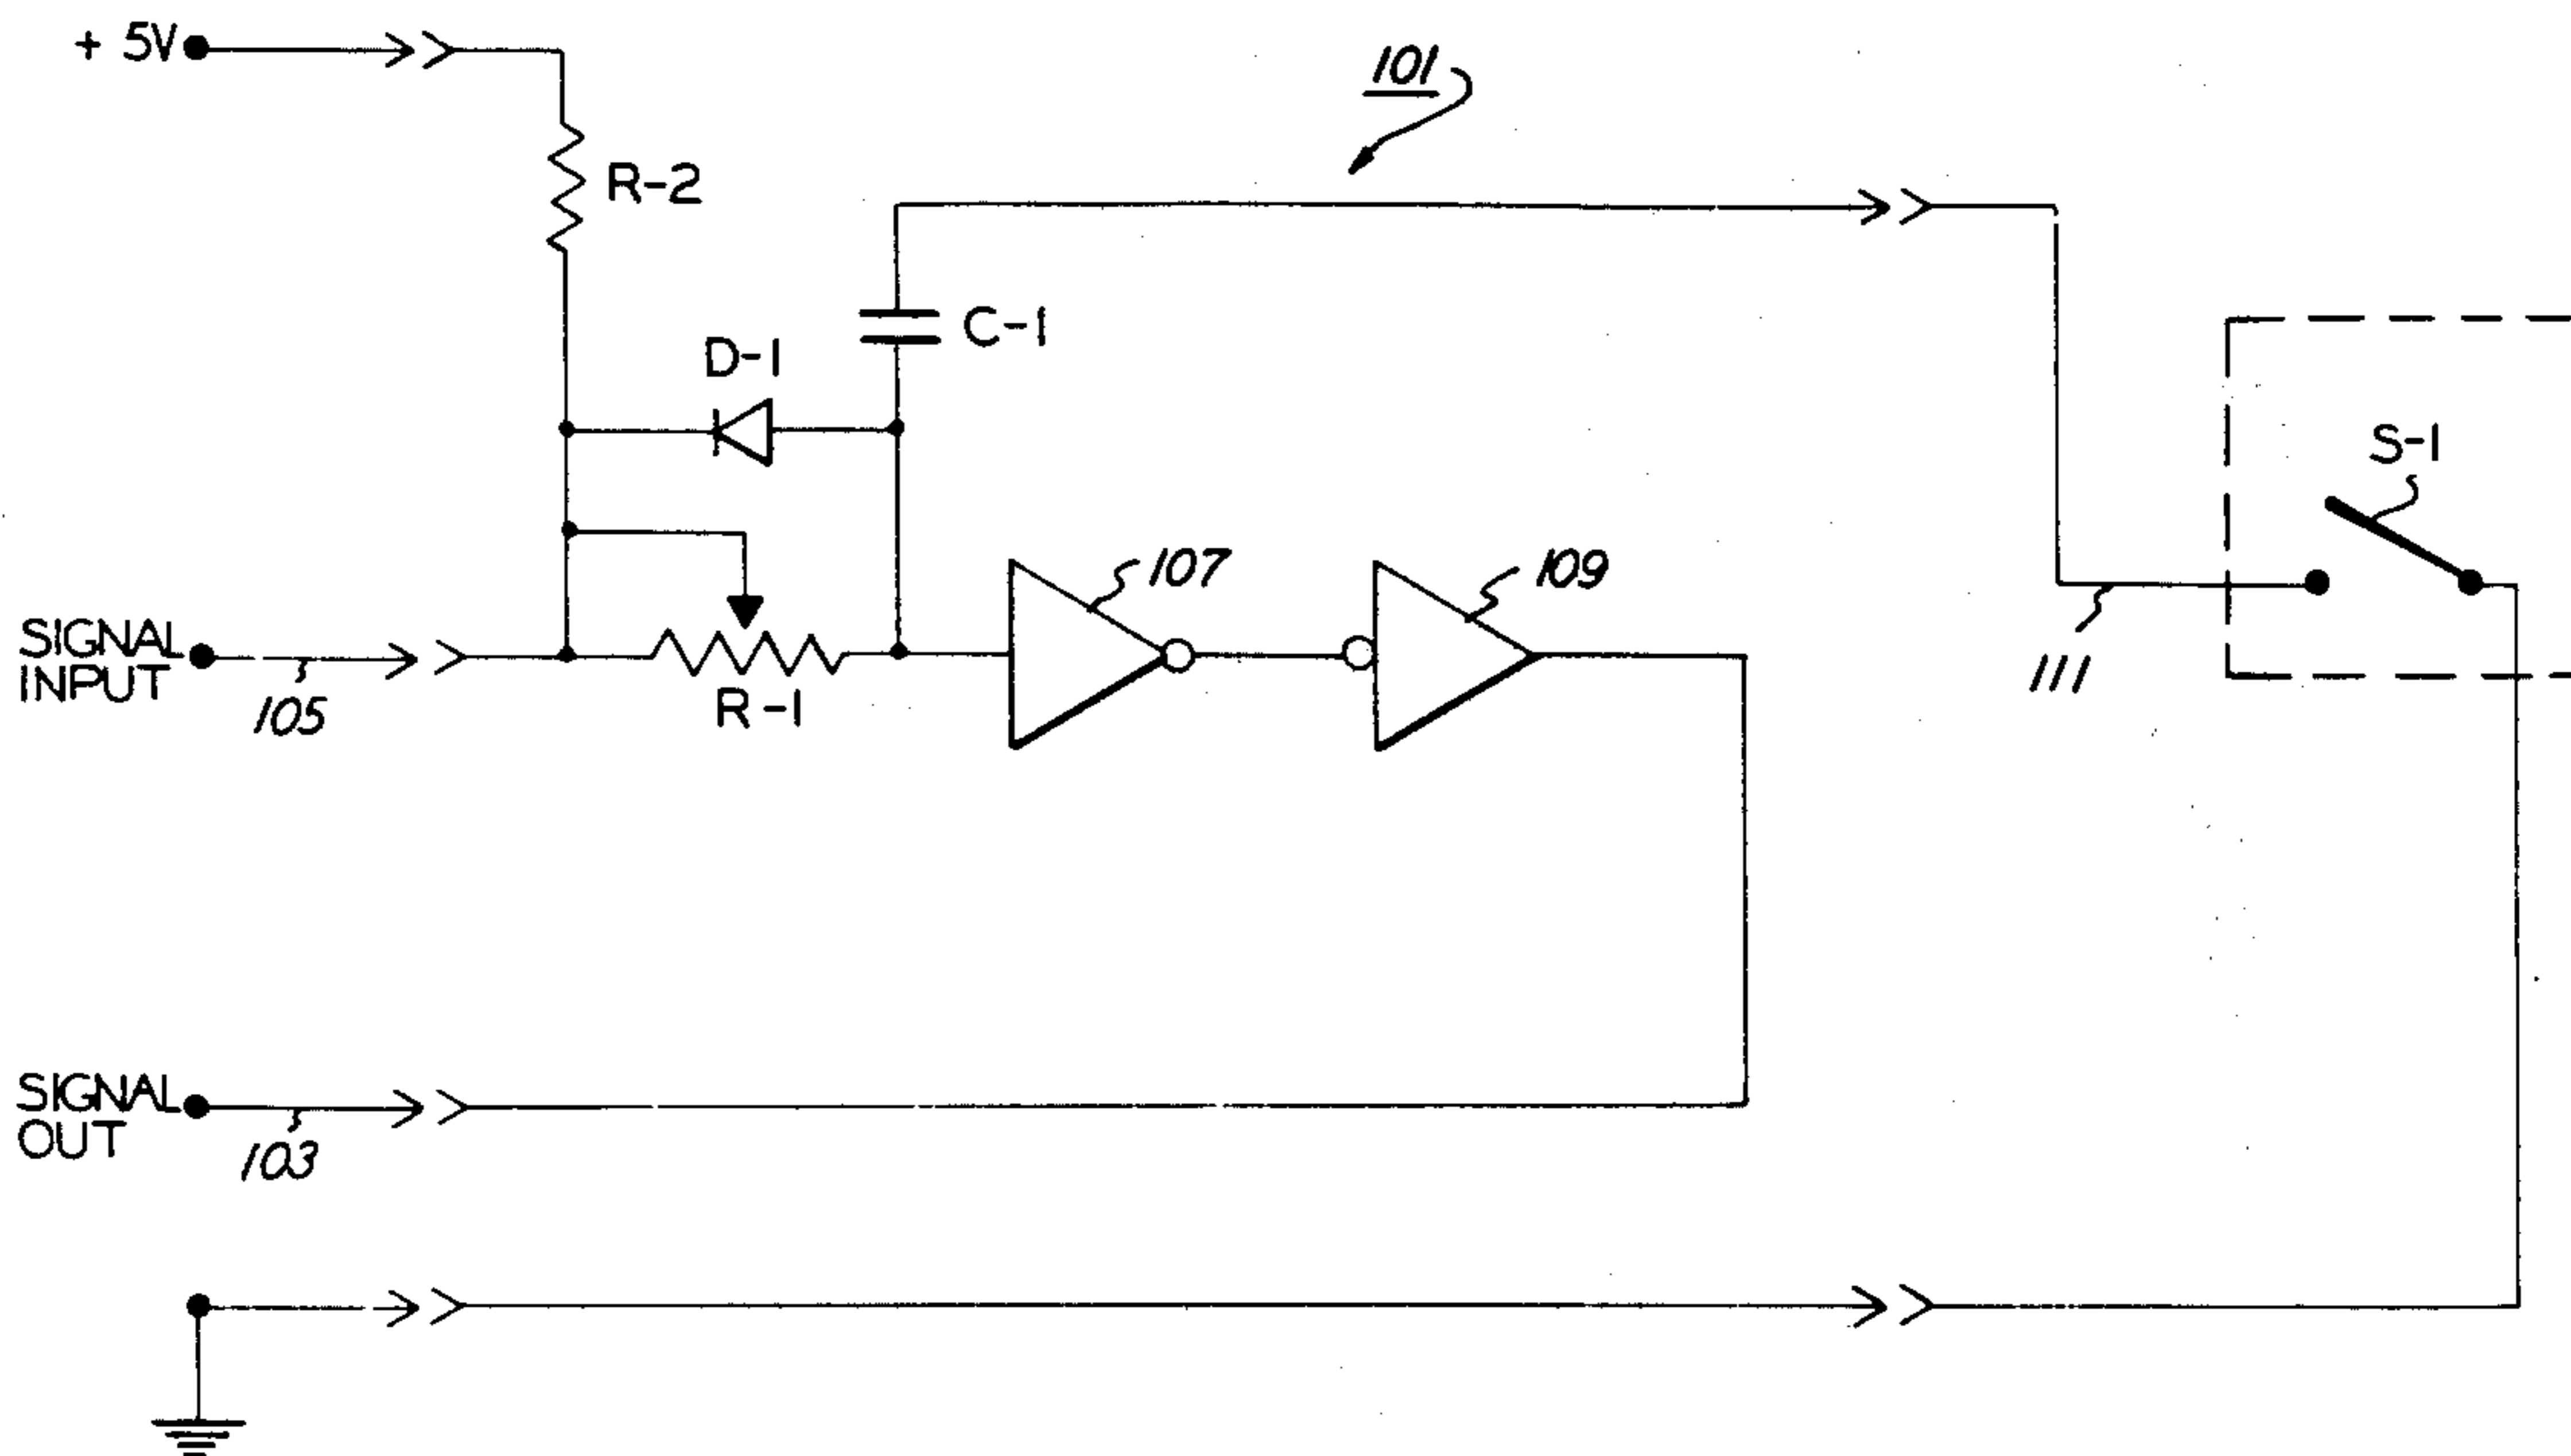 + 5V
101
R-2
C-1
D-1
S-1
107
109
SIGNAL
INPUT
105
R-1
111
SIGNAL
OUT
103